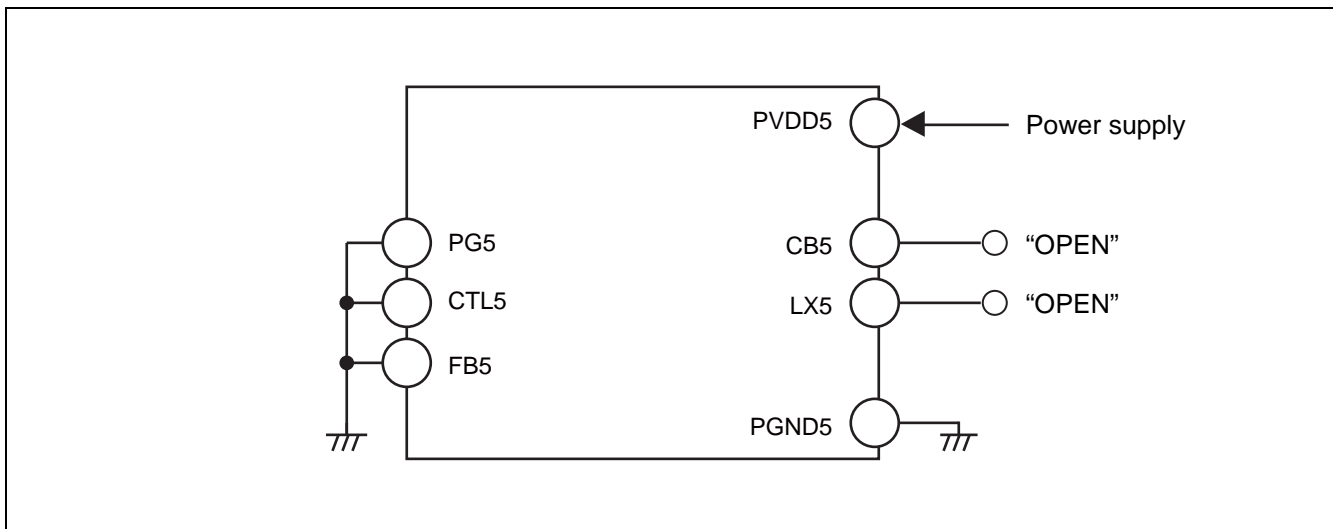 PVDD5
Power supply
PG5
CB5
“OPEN”
CTL5
LX5
“OPEN”
FB5
PGND5